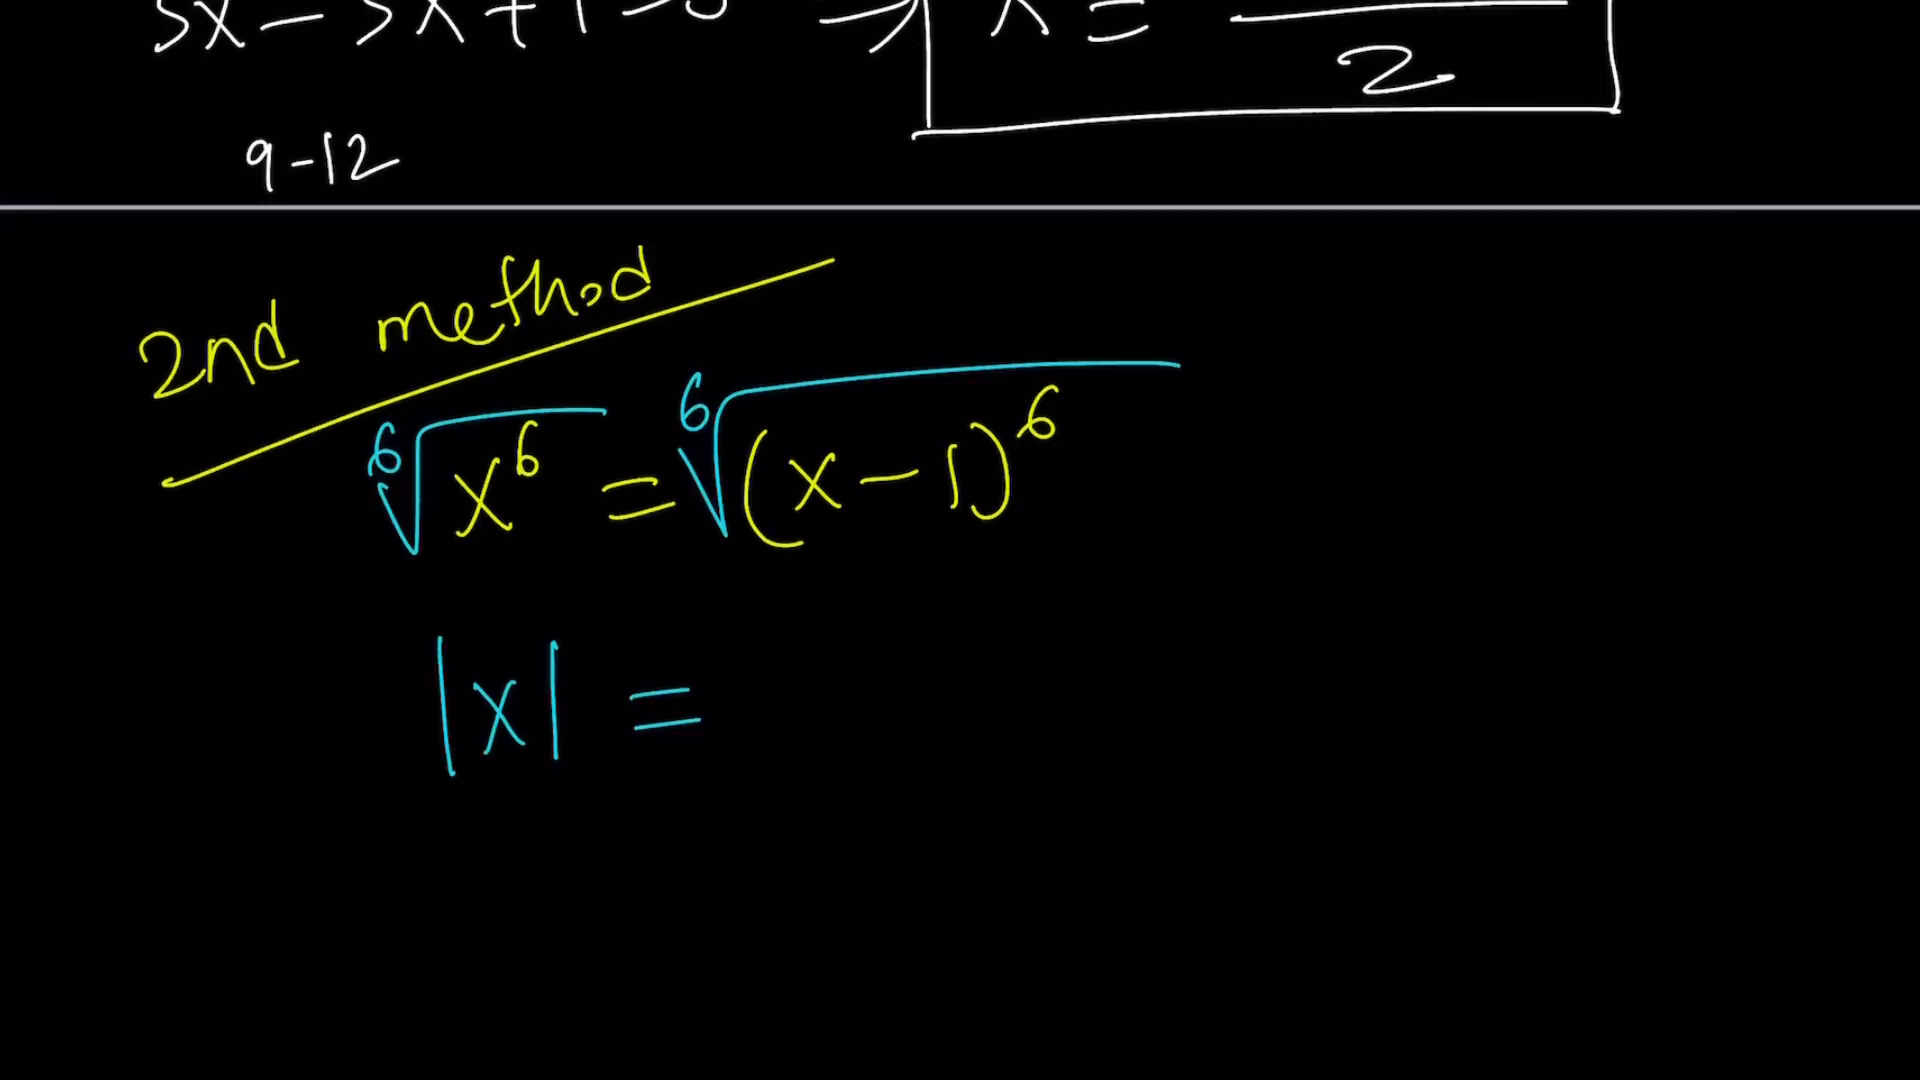 x =
2
9-12
2nd method
⁶√x⁶ = ⁶√(x-1)⁶
|x| =